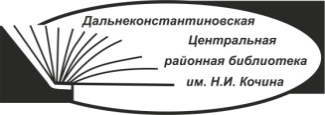 Дальнеконстантиновская
Центральная
районная библиотека
им. Н.И. Кочина